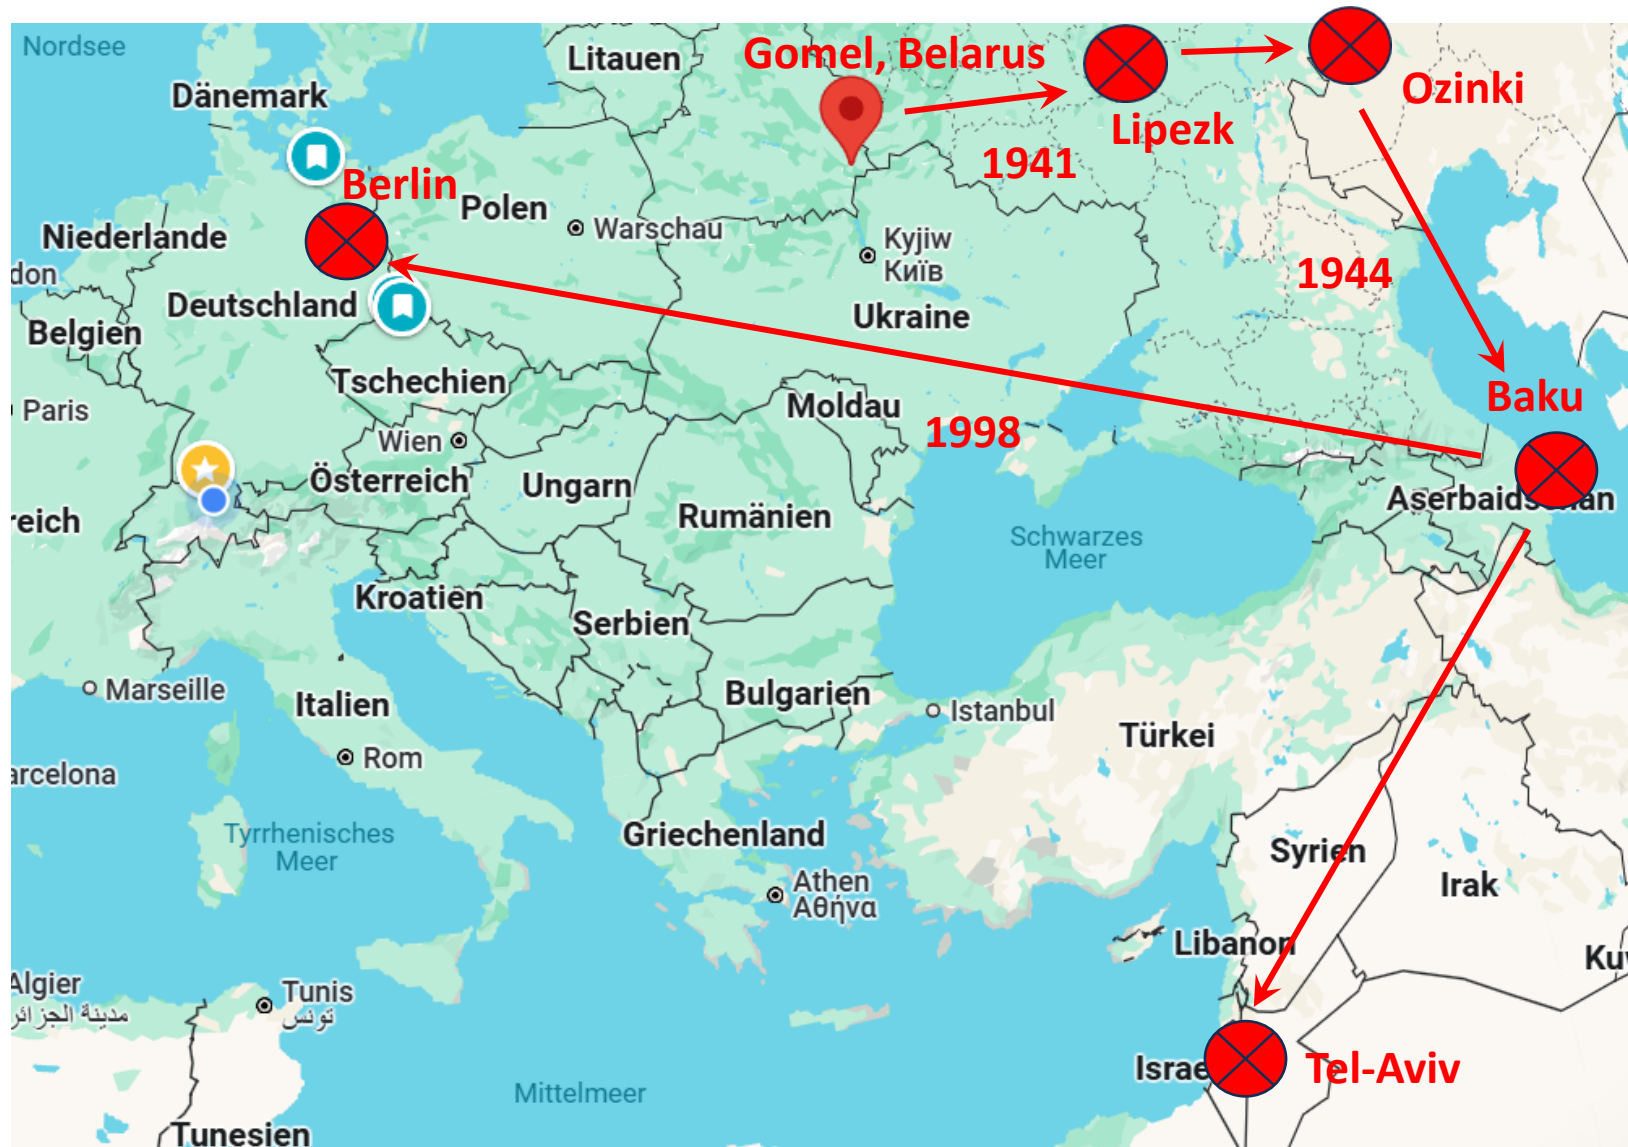 Nordsee
Litauen
Gomel, Belarus
Ozinki
Dänemark
Lipezk
1941
Berlin
Polen
Warschau
Niederlande
Kyjiw
Київ
don
1944
Deutschland
Ukraine
Belgien
Tschechien
Baku
Paris
Moldau
1998
Wien
Österreich
Ungarn
reich
Rumänien
Aserbaidschan
Schwarzes
Meer
Kroatien
Serbien
Marseille
Italien
Bulgarien
Istanbul
Türkei
Rom
arcelona
Tyrrhenisches
Meer
Griechenland
Syrien
Athen
Αθήνα
Irak
Libanon
Ku
Algier
مدينة الجزائر
Tunis
تونس
Israe
Tel-Aviv
Mittelmeer
Tunesien